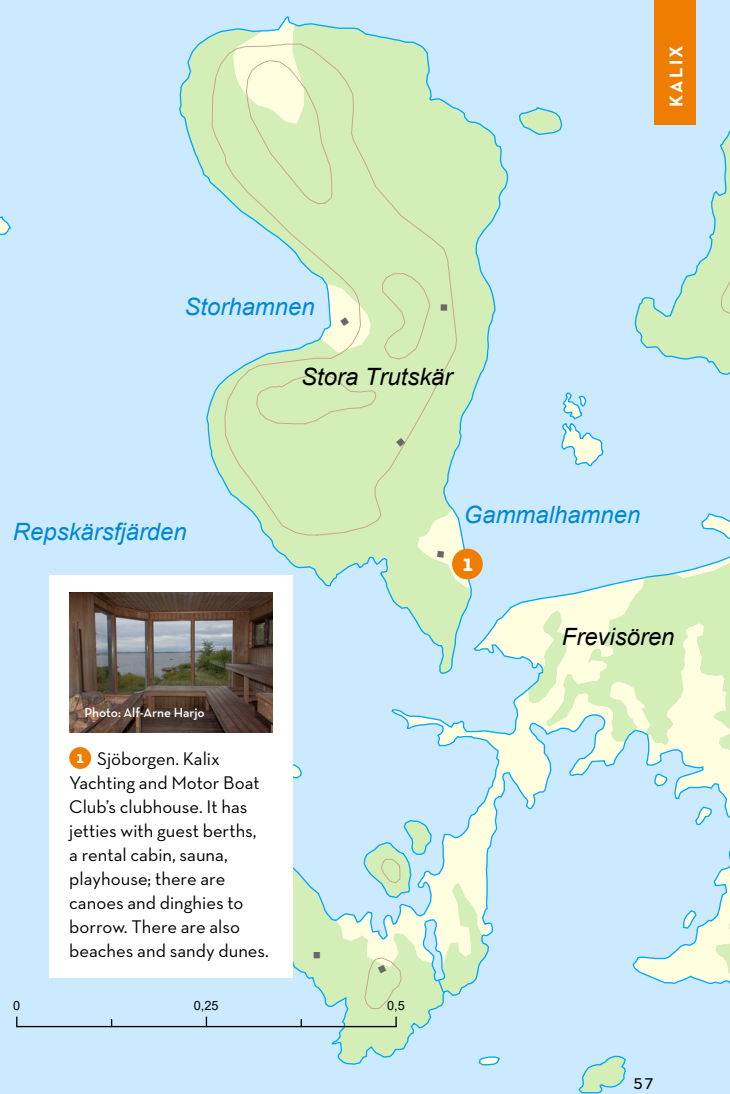 KALIX
Storhamnen
Stora Trutskär
Gammalhamnen
1
Repskärsfjärden
Frevisören
Photo: Alf-Arne Harjo
1 Sjöborgen. Kalix
Yachting and Motor Boat
Club’s clubhouse. It has
jetties with guest berths,
a rental cabin, sauna,
playhouse; there are
canoes and dinghies to
borrow. There are also
beaches and sandy dunes.
0 0,25 0,5
57